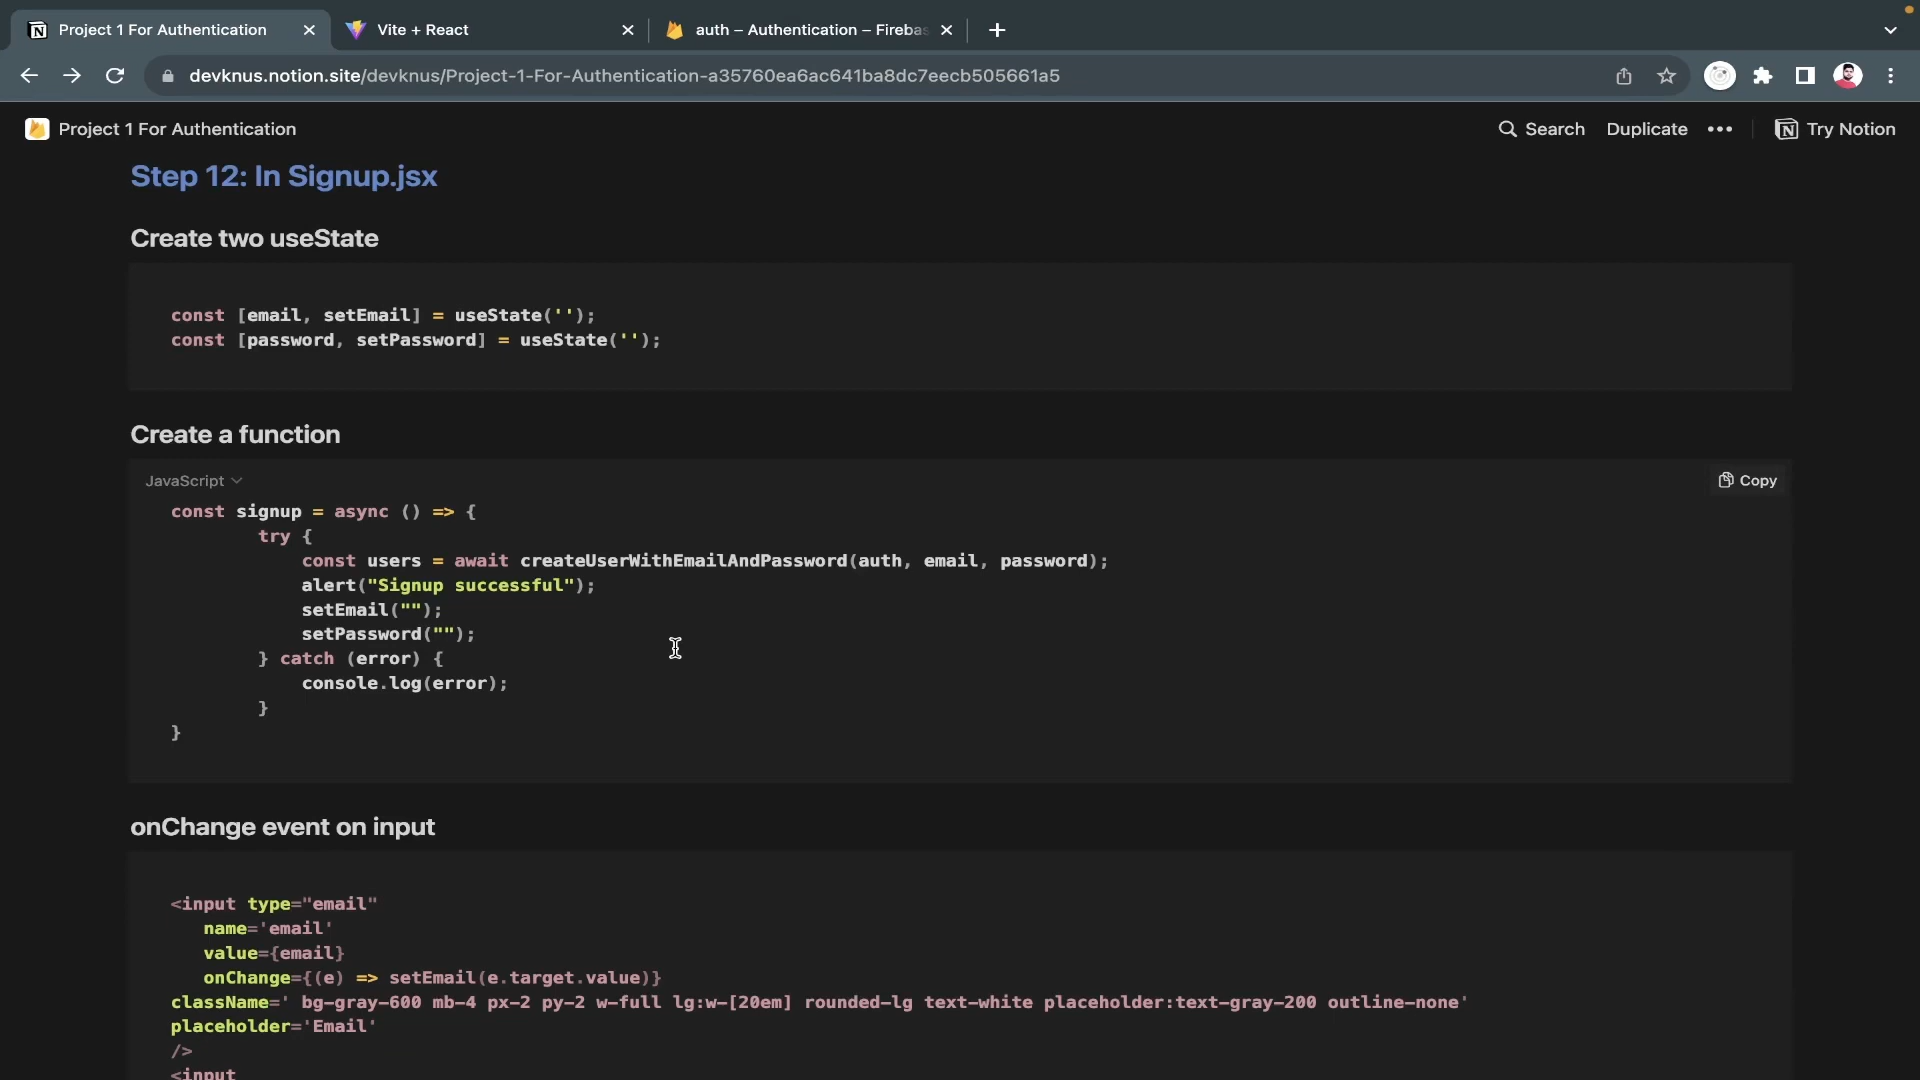 Project 1 For Authentication
Vite + React
auth – Authentication – Firebas
devknus.notion.site/devknus/Project-1-For-Authentication-a35760ea6ac641ba8dc7eecb505661a5
Project 1 For Authentication
Search
Duplicate
Try Notion
Step 12: In Signup.jsx
Create two useState
const [email, setEmail] = useState('');
const [password, setPassword] = useState('');
Create a function
JavaScript
Copy
const signup = async () => {
try {
const users = await createUserWithEmailAndPassword(auth, email, password);
alert("Signup successful");
setEmail("");
setPassword("");
} catch (error) {
console.log(error);
}
}
onChange event on input
<input type="email"
name='email'
value={email}
onChange={(e) => setEmail(e.target.value)}
className=' bg-gray-600 mb-4 px-2 py-2 w-full lg:w-[20em] rounded-lg text-white placeholder:text-gray-200 outline-none'
placeholder='Email'
/>
<input